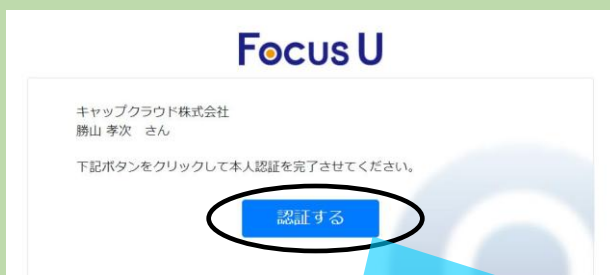 Focus U
キャップクラウド株式会社
勝山 孝次　さん
下記ボタンをクリックして本人認証を完了させてください。
認証する